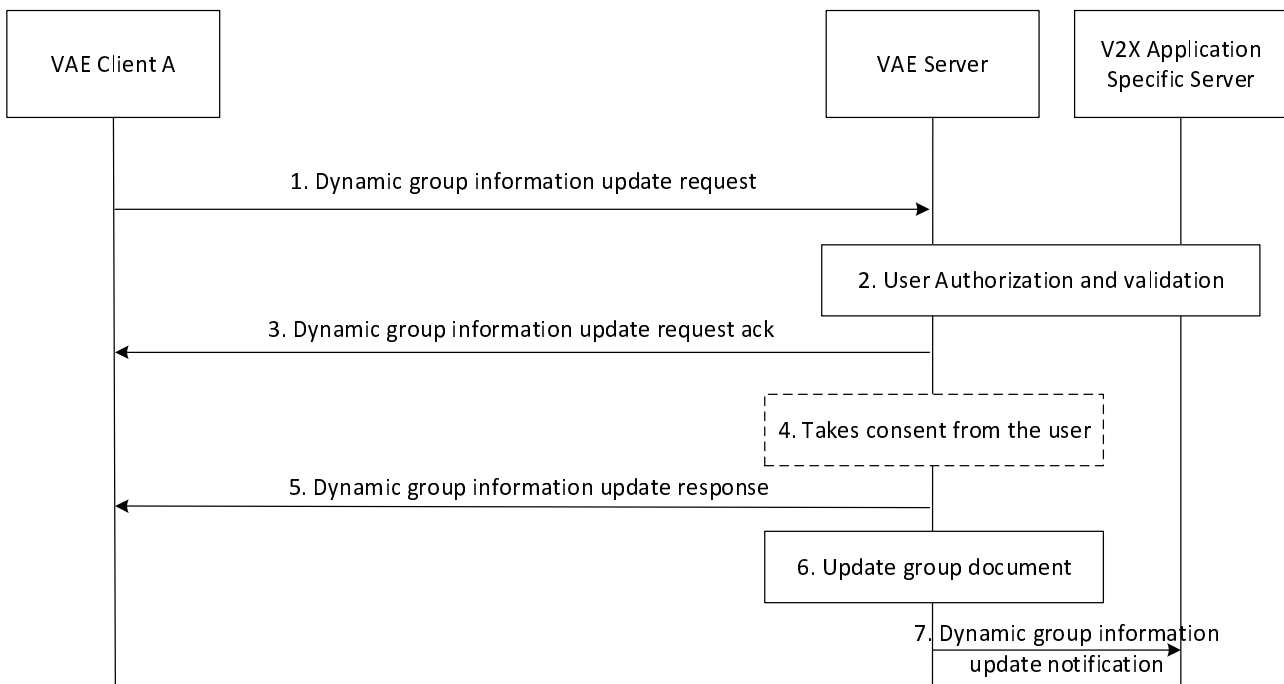 VAE Client A
VAE Server
V2X Application
Specific Server
1. Dynamic group information update request
2. User Authorization and validation
3. Dynamic group information update request ack
4. Takes consent from the user
5. Dynamic group information update response
6. Update group document
7. Dynamic group information
update notification